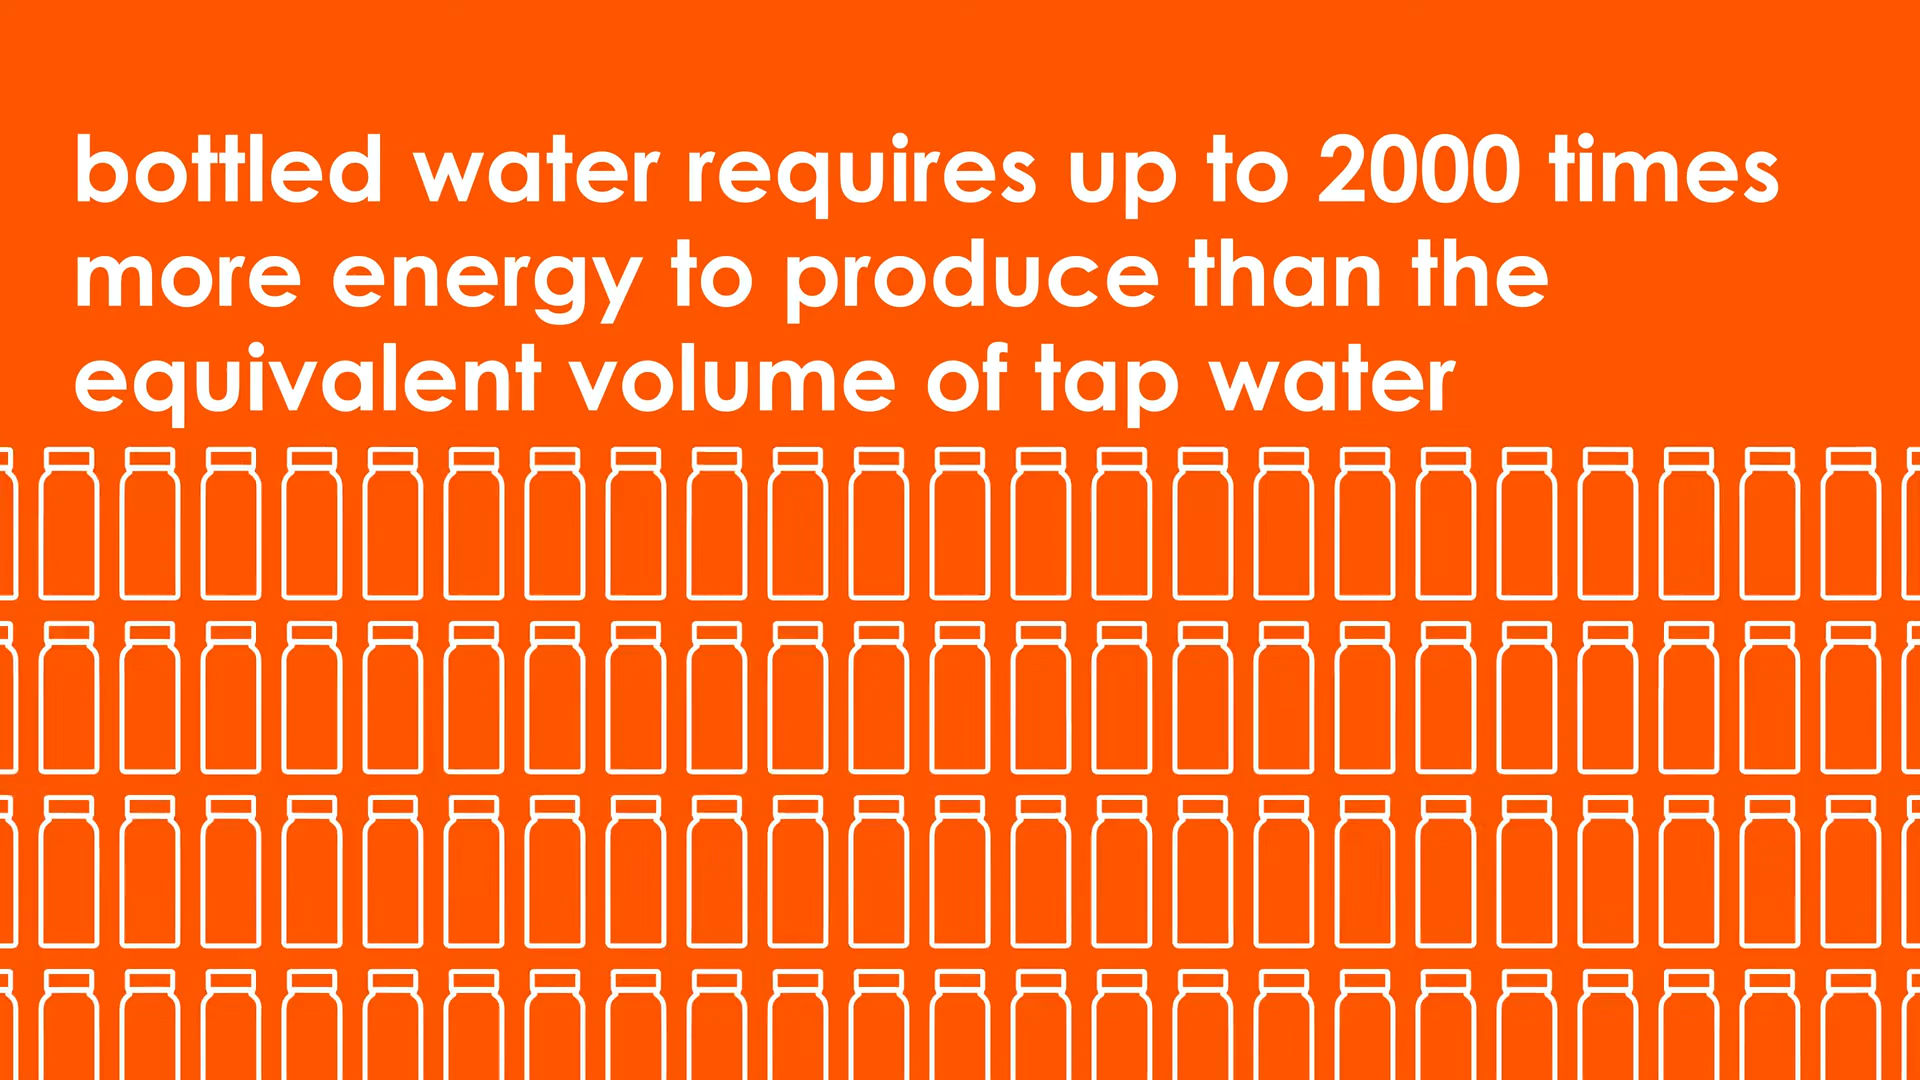 bottled water requires up to 2000 times
more energy to produce than the
equivalent volume of tap water